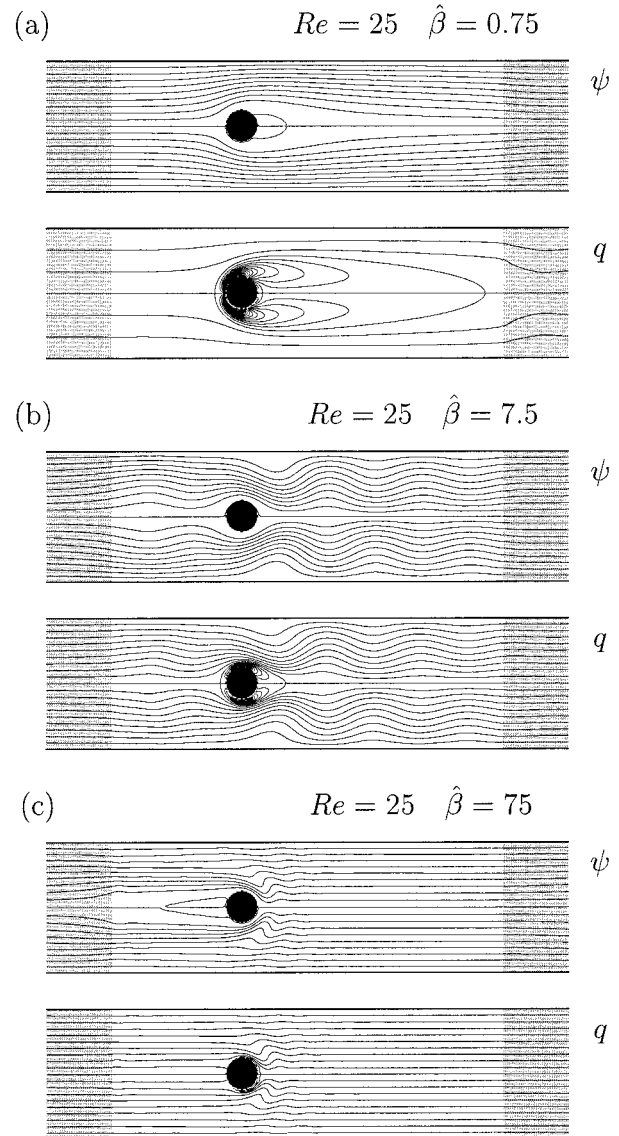 (a) Re = 25 β̂ = 0.75
ψ
q
(b) Re = 25 β̂ = 7.5
ψ
q
(c) Re = 25 β̂ = 75
ψ
q